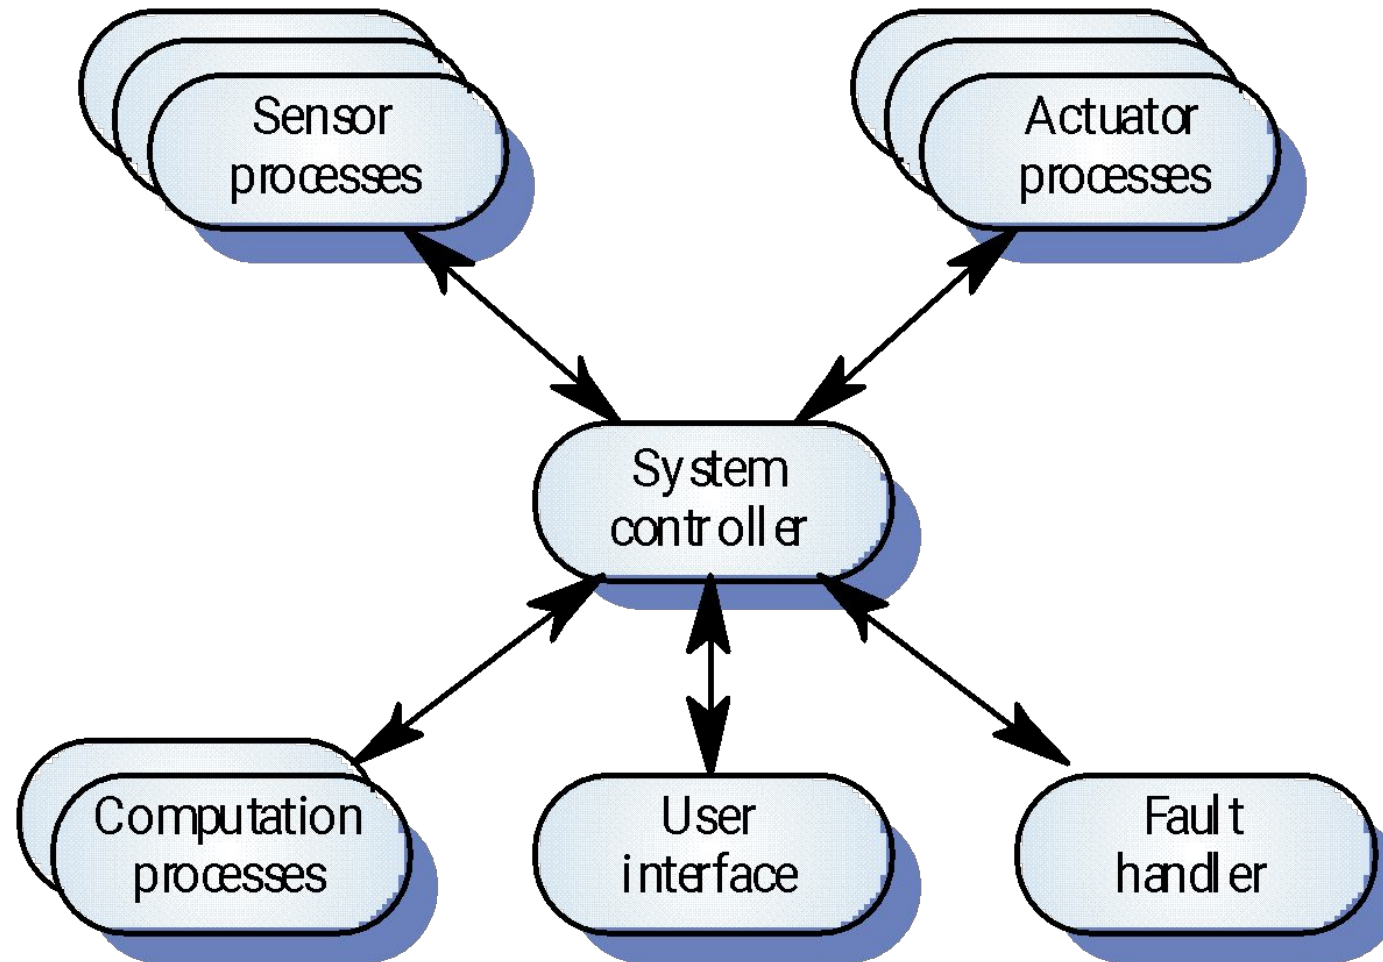 Sensor
processes
Actuator
processes
System
controller
Computation
processes
User
interface
Fault
handler